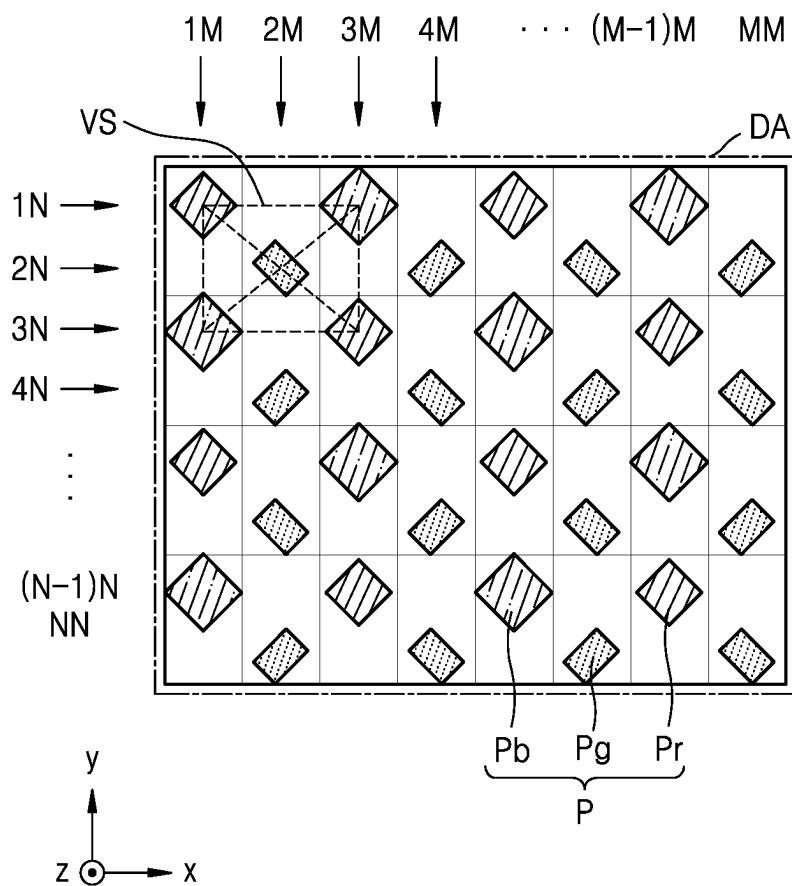 1M 2M 3M 4M · · · (M-1)M MM
VS
DA
1N
2N
3N
4N
·
·
·
(N-1)N
NN
Pb Pg Pr
P
y
z x